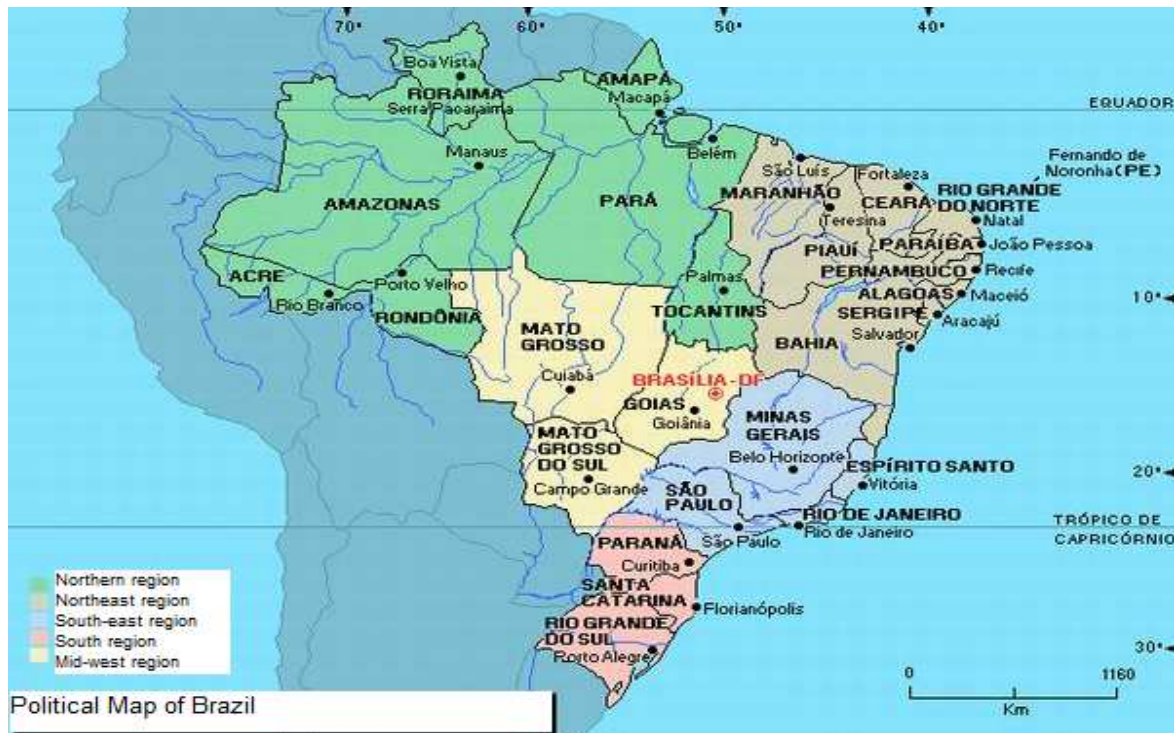 70°
60°
50°
40°
Boa Vista
RORAIMA
Serra Pacaraima
AMAPÁ
Macapá
EQUADOR
Manaus
Belém
São Luís
Fortaleza
Fernando de
Noronha(PE)
AMAZONAS
PARÁ
MARANHÃO
Teresina
CEARÁ
RIO GRANDE
DO NORTE
Natal
PIAUÍ
PARAÍBA
João Pessoa
ACRE
Rio Branco
Porto Velho
RONDÔNIA
Palmas
TOCANTINS
PERNAMBUCO
Recife
ALAGOAS
Maceió
SERGIPE
Aracajú
10°
MATO
GROSSO
Cuiabá
BAHIA
Salvador
BRASÍLIA-DF
GOIAS
Goiânia
MINAS
GERAIS
Belo Horizonte
MATO
GROSSO
DO SUL
Campo Grande
ESPÍRITO SANTO
Vitória
20°
SÃO
PAULO
São Paulo
RIO DE JANEIRO
Rio de Janeiro
TRÓPICO DE
CAPRICÓRNIO
PARANÁ
Curitiba
SANTA
CATARINA
Florianópolis
RIO GRANDE
DO SUL
Porto Alegre
30°
Northern region
Northeast region
South-east region
South region
Mid-west region
0
1160
Km
Political Map of Brazil